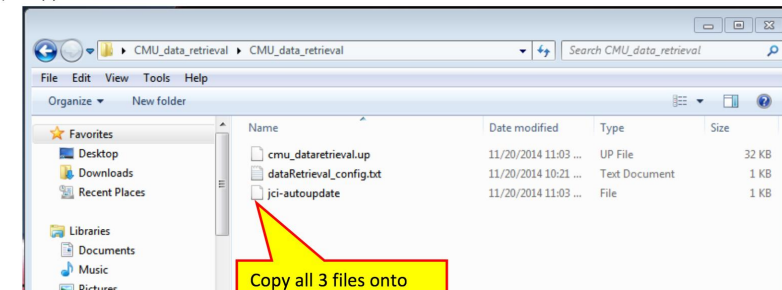 CMU_data_retrieval ▸ CMU_data_retrieval
Search CMU_data_retrieval
File Edit View Tools Help
Organize New folder
Favorites
Desktop
Downloads
Recent Places
Libraries
Documents
Music
Pictures
Name Date modified Type Size
cmu_dataretrieval.up 11/20/2014 11:03 ... UP File 32 KB
dataRetrieval_config.txt 11/20/2014 10:21 ... Text Document 1 KB
jci-autoupdate 11/20/2014 11:03 ... File 1 KB
Copy all 3 files onto